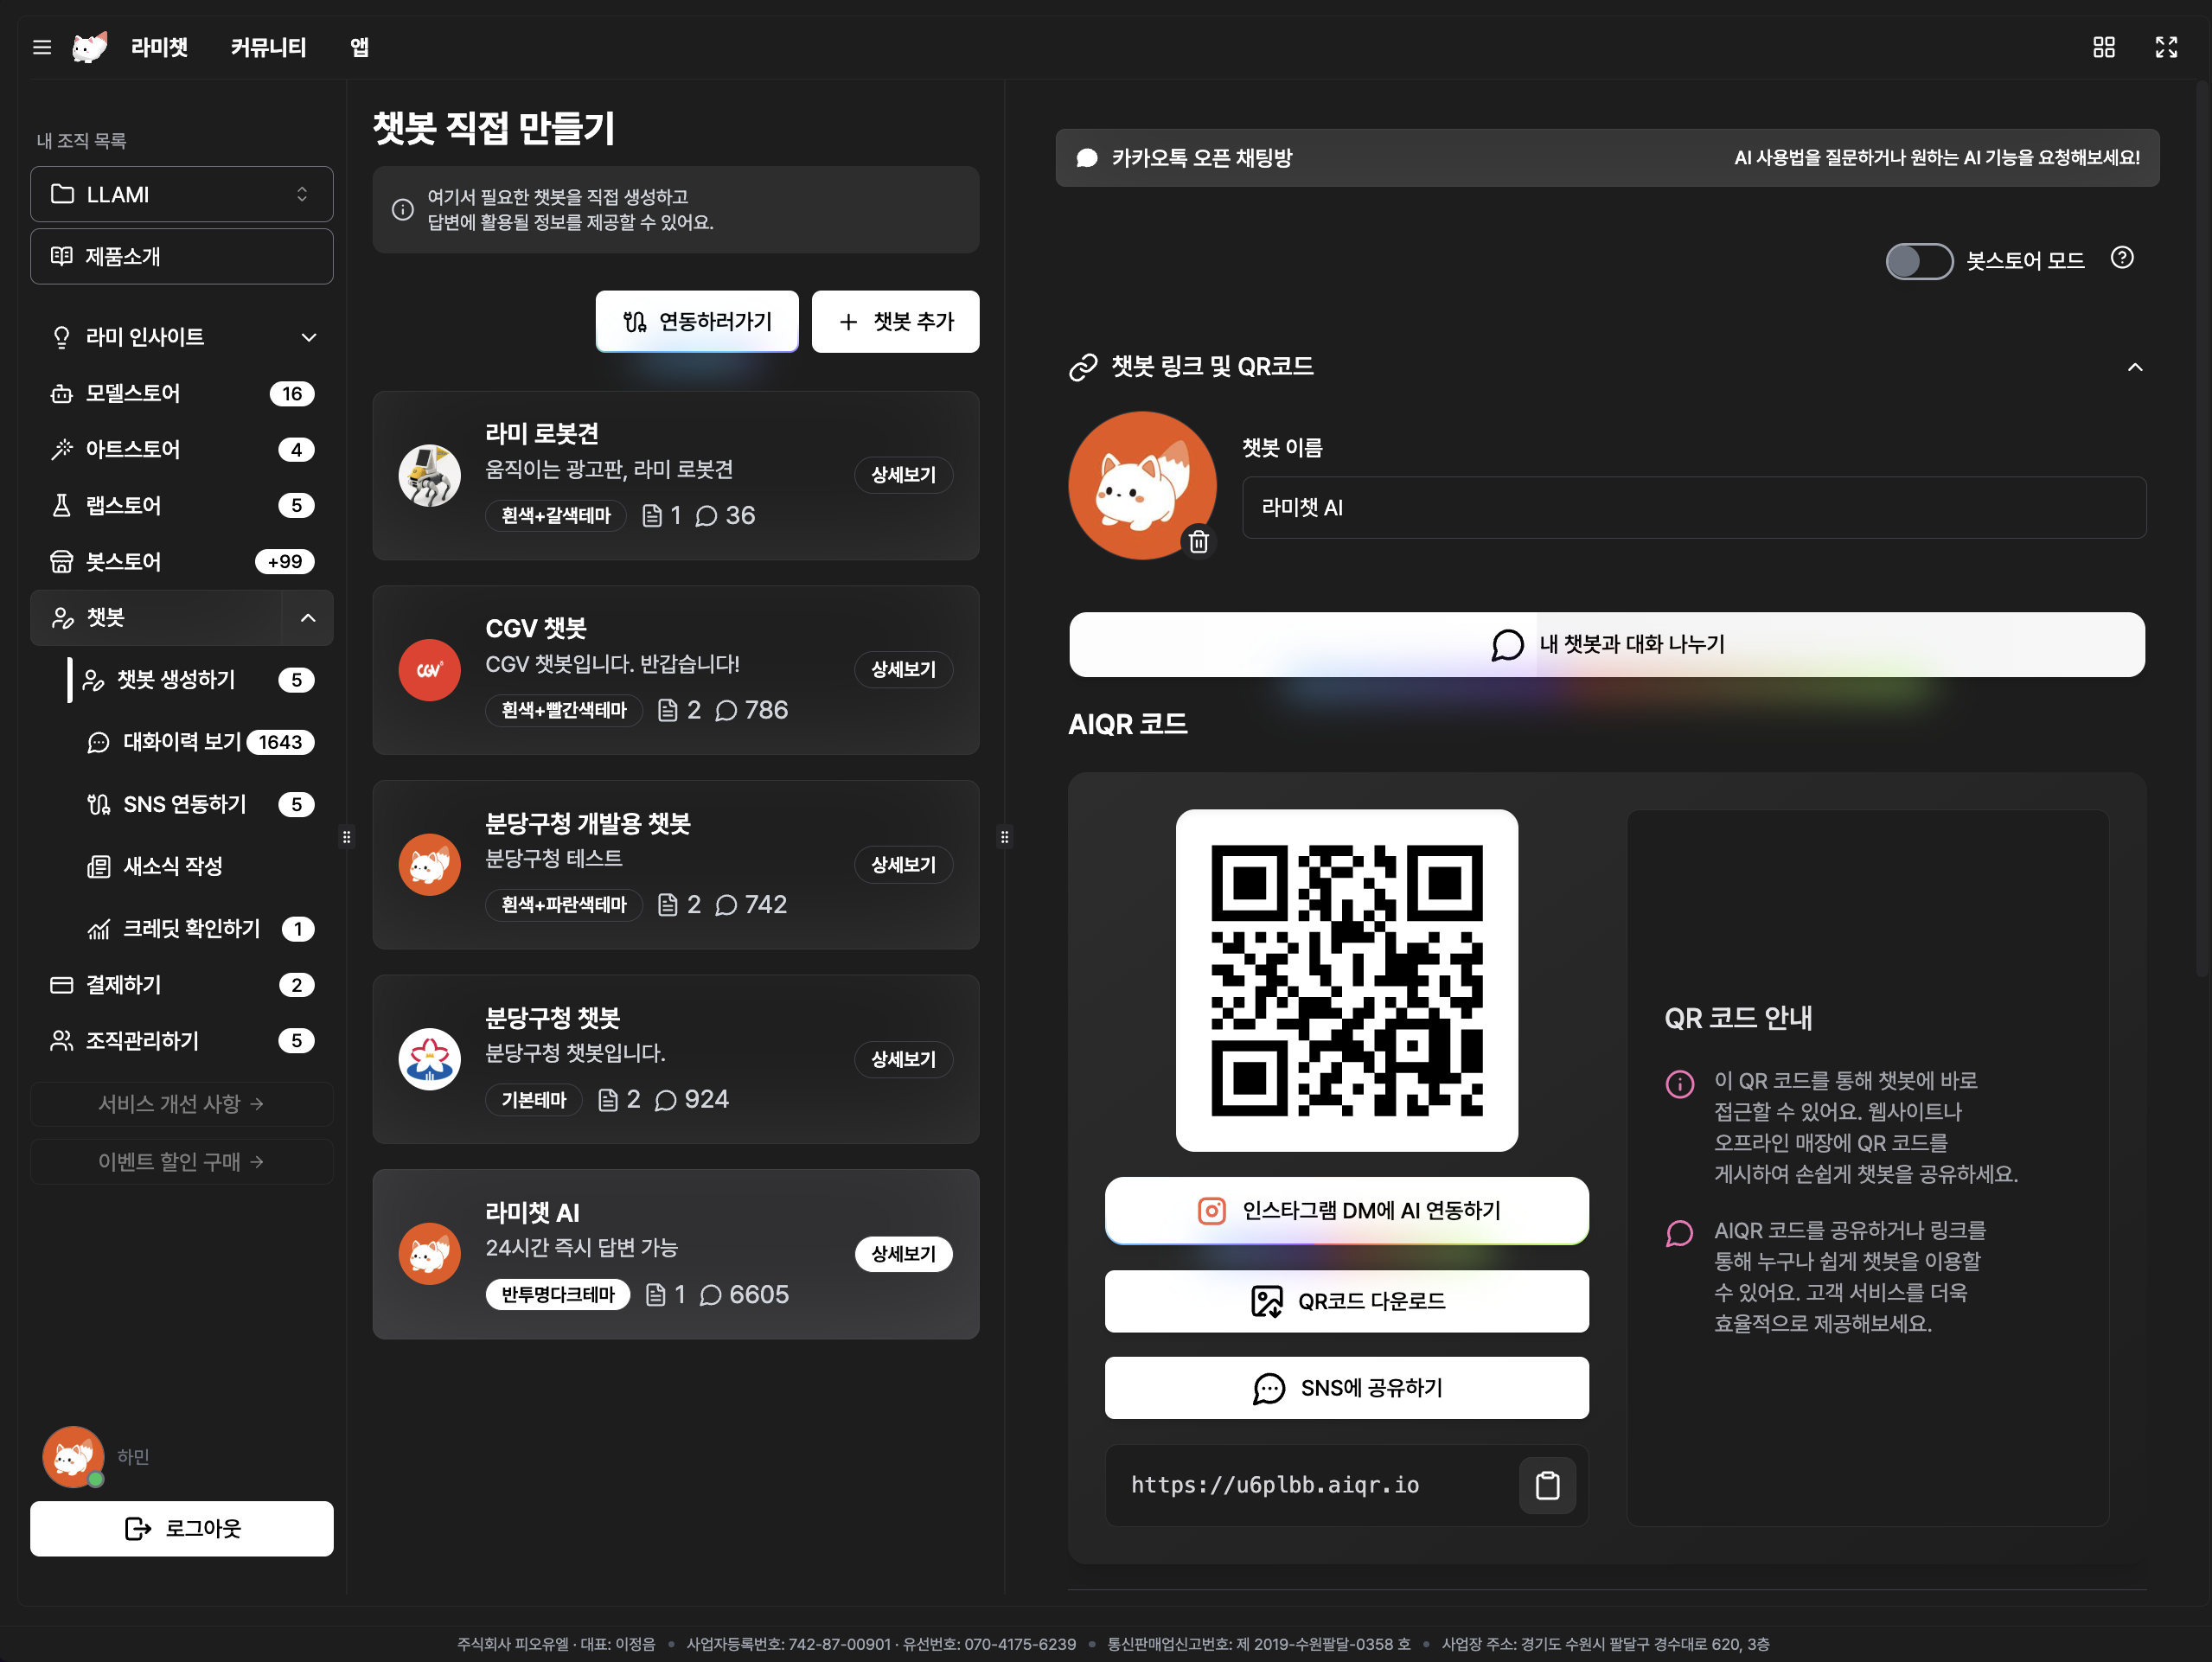 라미챗
커뮤니티
앱
내 조직 목록
LLAMI
제품소개
라미 인사이트
모델스토어 16
아트스토어 4
랩스토어 5
봇스토어 +99
챗봇
챗봇 생성하기 5
대화이력 보기 1643
SNS 연동하기 5
새소식 작성
크레딧 확인하기 1
결제하기 2
조직관리하기 5
서비스 개선 사항 →
이벤트 할인 구매 →
하민
로그아웃
챗봇 직접 만들기
여기서 필요한 챗봇을 직접 생성하고
답변에 활용될 정보를 제공할 수 있어요.
연동하러가기
챗봇 추가
라미 로봇견
움직이는 광고판, 라미 로봇견
흰색+갈색테마 1 36
상세보기
CGV 챗봇
CGV
CGV 챗봇입니다. 반갑습니다!
흰색+빨간색테마 2 786
상세보기
분당구청 개발용 챗봇
분당구청 테스트
흰색+파란색테마 2 742
상세보기
분당구청 챗봇
분당구청 챗봇입니다.
기본테마 2 924
상세보기
라미챗 AI
24시간 즉시 답변 가능
반투명다크테마 1 6605
상세보기
카카오톡 오픈 채팅방
AI 사용법을 질문하거나 원하는 AI 기능을 요청해보세요!
봇스토어 모드
챗봇 링크 및 QR코드
챗봇 이름
라미챗 AI
내 챗봇과 대화 나누기
AIQR 코드
인스타그램 DM에 AI 연동하기
QR코드 다운로드
SNS에 공유하기
https://u6plbb.aiqr.io
QR 코드 안내
이 QR 코드를 통해 챗봇에 바로
접근할 수 있어요. 웹사이트나
오프라인 매장에 QR 코드를
게시하여 손쉽게 챗봇을 공유하세요.
AIQR 코드를 공유하거나 링크를
통해 누구나 쉽게 챗봇을 이용할
수 있어요. 고객 서비스를 더욱
효율적으로 제공해보세요.
주식회사 피오유엘 · 대표: 이정음 • 사업자등록번호: 742-87-00901 · 유선번호: 070-4175-6239 • 통신판매업신고번호: 제 2019-수원팔달-0358 호 • 사업장 주소: 경기도 수원시 팔달구 경수대로 620, 3층